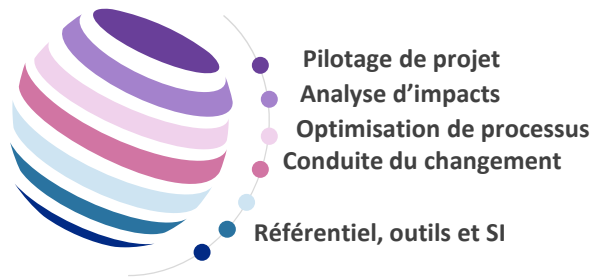 Pilotage de projet
Analyse d’impacts
Optimisation de processus
Conduite du changement
Référentiel, outils et SI